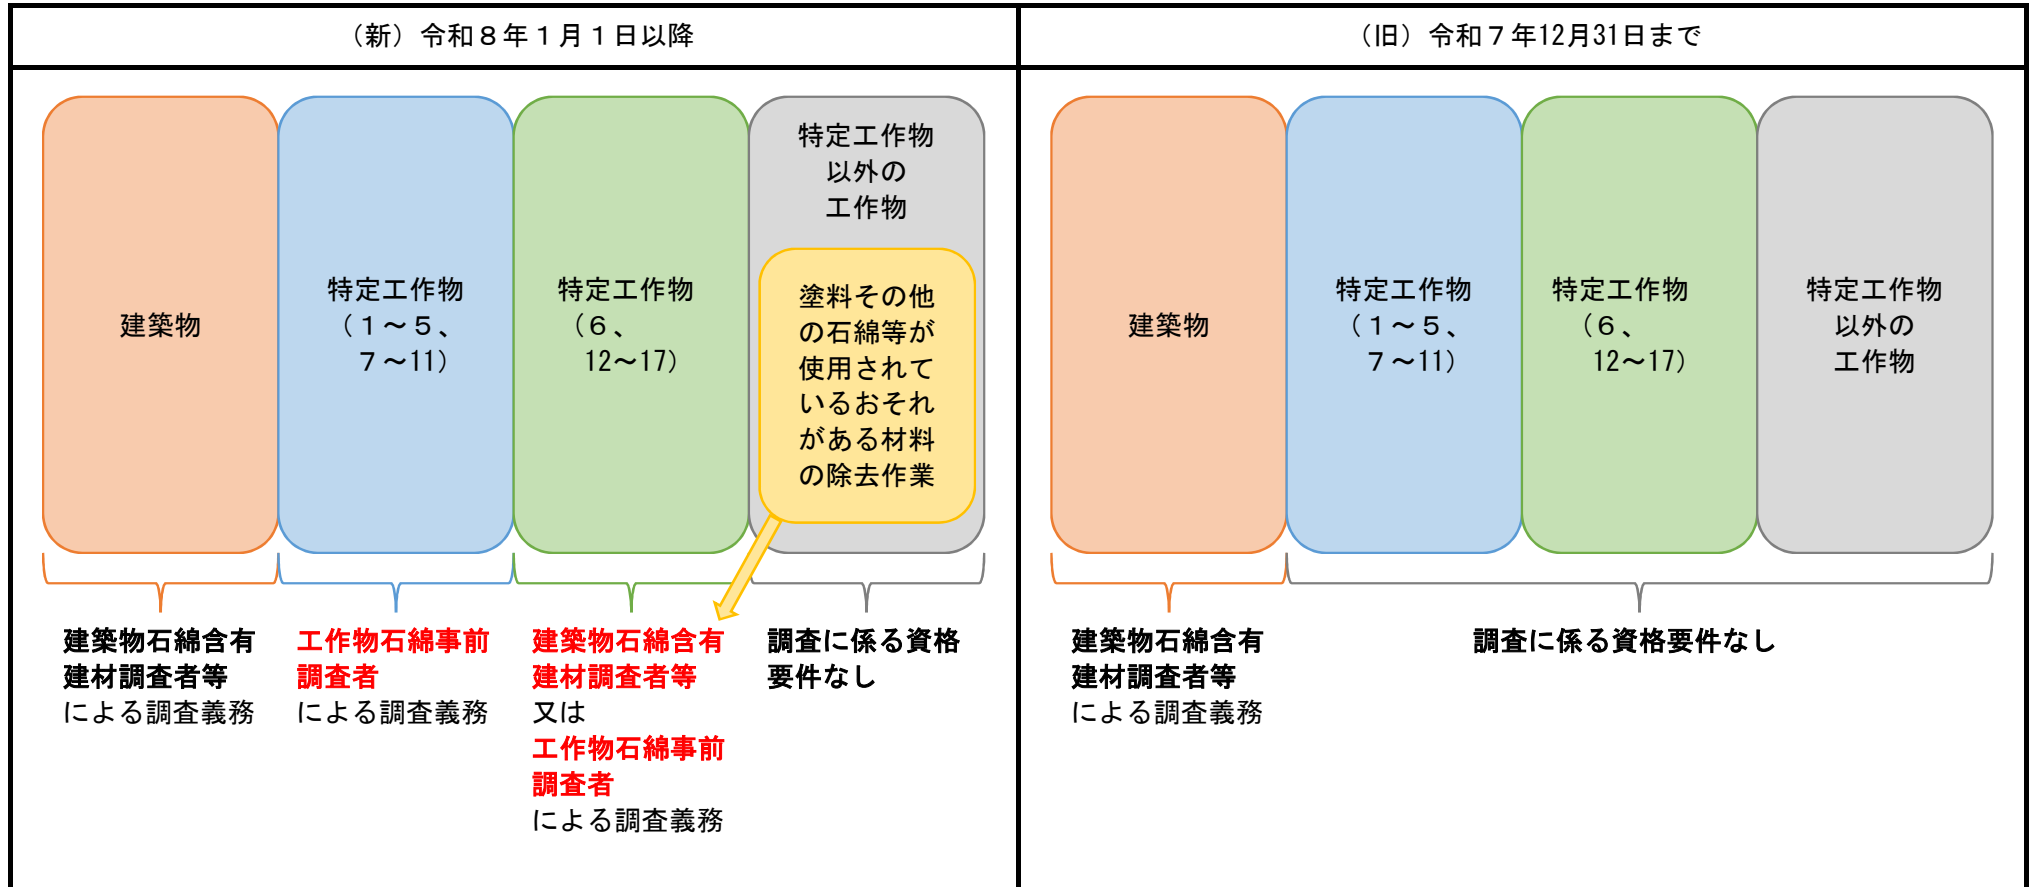 （新）令和８年１月１日以降
建築物
特定工作物
（１～５、
７～11）
特定工作物
（６、
12～17）
特定工作物
以外の
工作物
塗料その他
の石綿等が
使用されて
いるおそれ
がある材料
の除去作業
建築物石綿含有
建材調査者等
による調査義務
工作物石綿事前
調査者
による調査義務
建築物石綿含有
建材調査者等
又は
工作物石綿事前
調査者
による調査義務
調査に係る資格
要件なし
（旧）令和７年12月31日まで
建築物
特定工作物
（１～５、
７～11）
特定工作物
（６、
12～17）
特定工作物
以外の
工作物
建築物石綿含有
建材調査者等
による調査義務
調査に係る資格要件なし